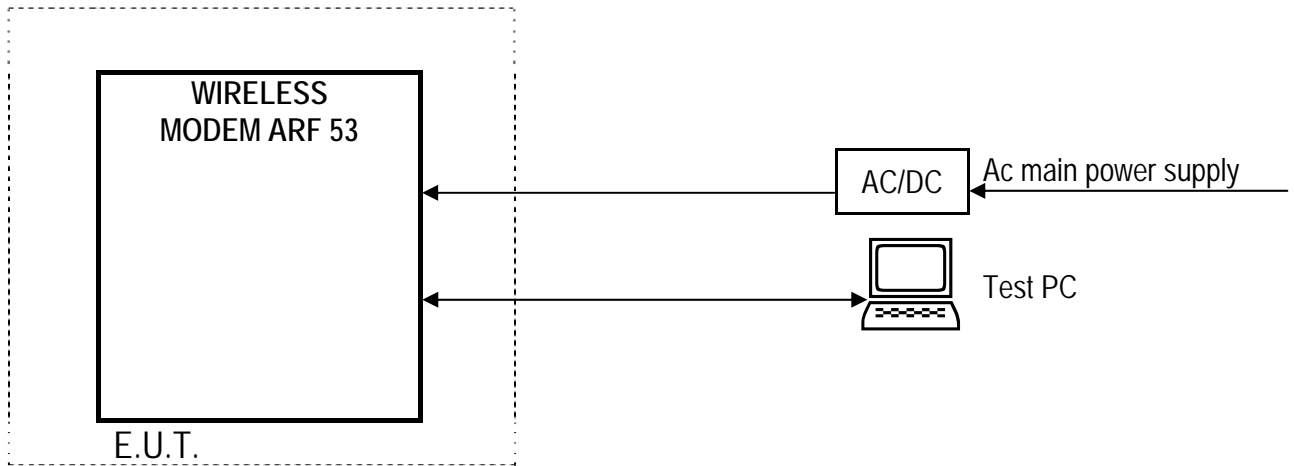 WIRELESS
MODEM ARF 53
AC/DC
Ac main power supply
Test PC
E.U.T.